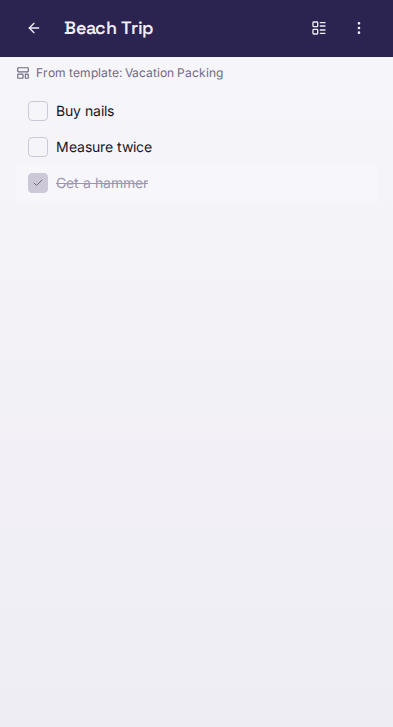 Beach Trip
From template: Vacation Packing
Buy nails
Measure twice
Get a hammer